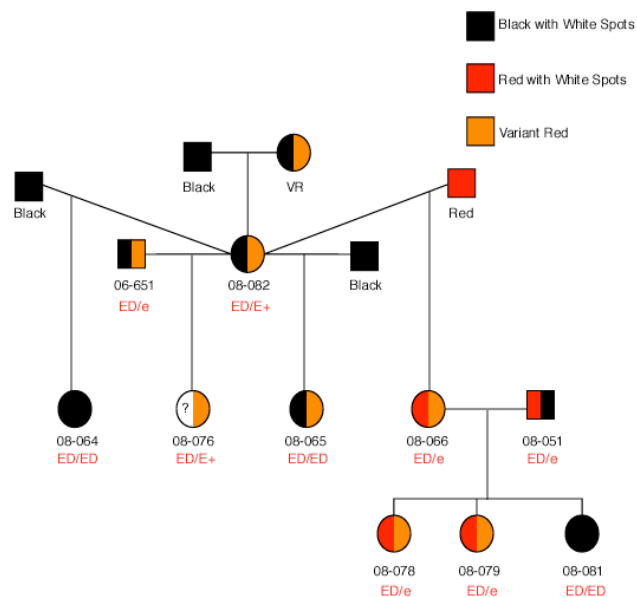 Black with White Spots
Red with White Spots
Variant Red
Black
VR
Black
Red
06-651
ED/e
08-082
ED/E+
Black
?
08-064
ED/ED
08-076
ED/E+
08-065
ED/ED
08-066
ED/e
08-051
ED/e
08-078
ED/e
08-079
ED/e
08-081
ED/ED